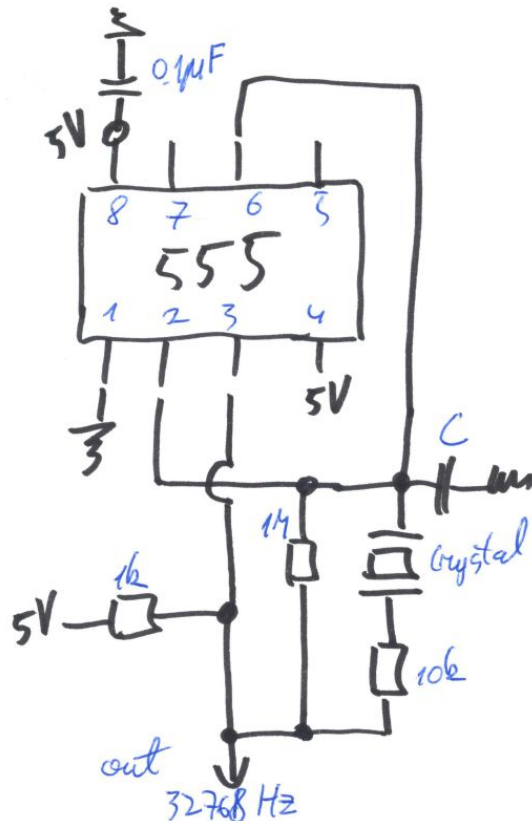 0,1µF
5V
8 7 6 5
555
1 2 3 4
5V
C
1M
crystal
1k
5V
10k
out
32768 Hz